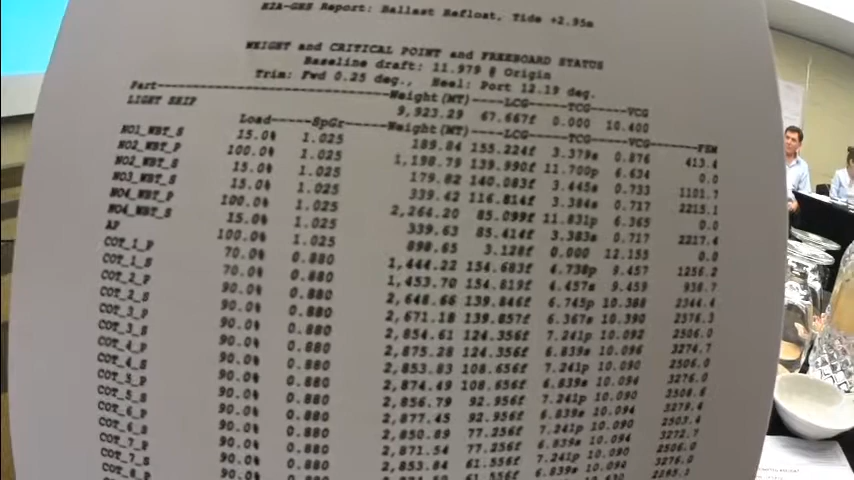 Report: Ballast Refloat, Tide +2.95m
WEIGHT and CRITICAL POINT and FREEBOARD STATUS
Baseline draft: 11.979 @ Origin
Trim: Fwd 0.25 deg., Heel: Port 12.19 deg.
Part Weight(MT) LCG TCG VCG
LIGHT SHIP 9,923.29 67.667f 0.000 10.400
Load SpGr Weight(MT) LCG TCG VCG FSM
NO1_WBT_S 15.0% 1.025 189.84 155.224f 3.379s 0.876 413.4
NO2_WBT_P 100.0% 1.025 1,198.79 139.990f 11.700p 6.634 0.0
NO2_WBT_S 15.0% 1.025 179.82 140.083f 3.445s 0.733 1101.7
NO3_WBT_S 15.0% 1.025 339.42 116.814f 3.384s 0.717 2215.1
NO4_WBT_P 100.0% 1.025 2,264.20 85.099f 11.831p 6.365 0.0
NO4_WBT_S 15.0% 1.025 339.63 85.414f 3.383s 0.717 2217.4
AP 100.0% 1.025 898.65 3.128f 0.000 12.155 0.0
COT_1_P 70.0% 0.880 1,444.22 154.683f 4.738p 9.457 1256.2
COT_1_S 70.0% 0.880 1,453.70 154.819f 4.457s 9.459 938.7
COT_2_P 90.0% 0.880 2,648.66 139.846f 6.745p 10.388 2344.4
COT_2_S 90.0% 0.880 2,671.18 139.857f 6.367s 10.390
COT_3_P 90.0% 0.880 2,854.61 124.356f 7.241p 10.092 2506.3
COT_3_S 90.0% 0.880 2,875.28 124.356f 6.839s 10.096 3274.7
COT_4_P 90.0% 0.880 2,853.83 108.656f 7.241p 10.090
COT_4_S 90.0% 0.880 2,874.49 108.656f 6.839s 10.094 3276.0
COT_5_P 90.0% 0.880 2,856.79 92.956f 7.241p 10.090
COT_5_S 90.0% 0.880 2,877.45 92.956f 6.839s 10.094
COT_6_P 90.0% 0.880 2,850.89 77.256f 7.241p 10.090
COT_6_S 90.0% 0.880 2,871.54 77.256f 6.839s 10.094
COT_7_P 90.0% 0.880 2,853.84 61.556f 7.241p 10.090
COT_7_S 90.0% 0.880 61.556f 6.839s